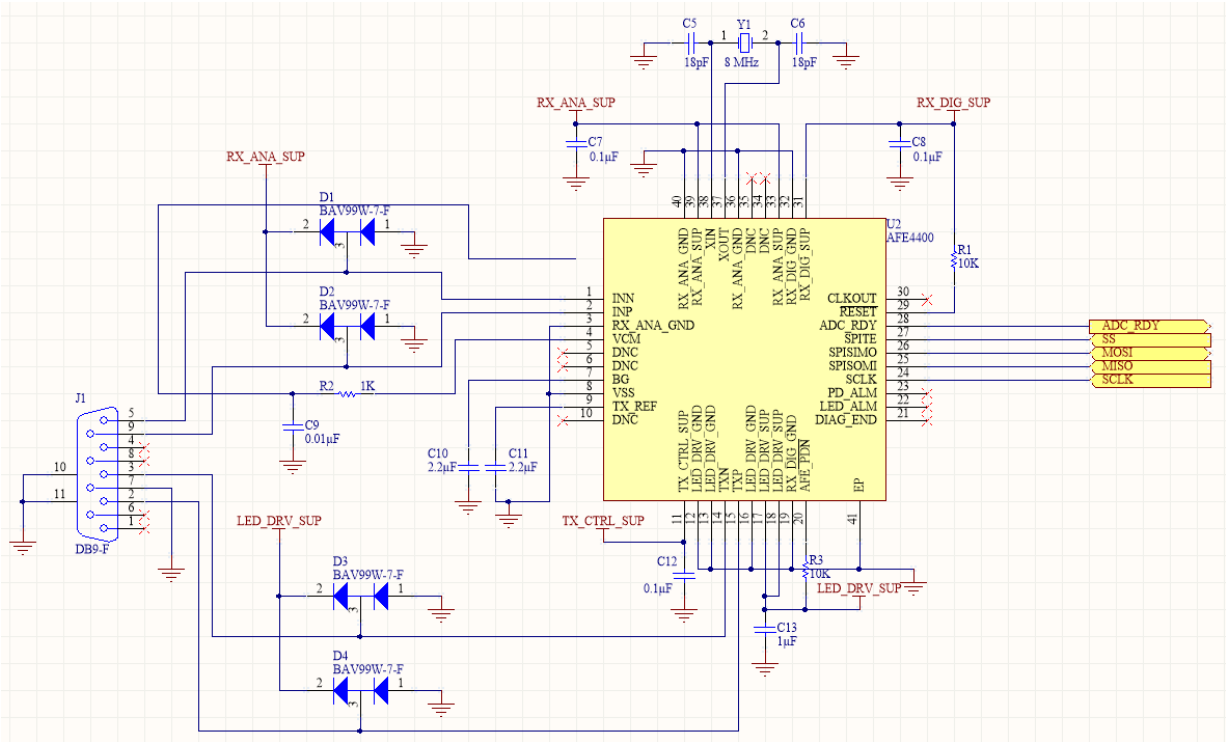 C5
Y1
C6
1
2
18pF
8 MHz
18pF
RX_ANA_SUP
RX_DIG_SUP
C7
0.1µF
C8
0.1µF
RX_ANA_SUP
D1
BAV99W-7-F
2
1
3
D2
BAV99W-7-F
2
1
3
40
39
38
37
36
35
34
33
32
31
U2
AFE4400
RX_ANA_GND
RX_ANA_SUP
XIN
XOUT
RX_ANA_GND
DNC
DNC
RX_ANA_SUP
RX_DIG_GND
RX_DIG_SUP
R1
10K
1 INN
2 INP
3 RX_ANA_GND
4 VCM
5 DNC
6 DNC
7 BG
8 VSS
9 TX_REF
10 DNC
CLKOUT 30
RESET 29
ADC_RDY 28
SPITE 27
SPISIMO 26
SPISOMI 25
SCLK 24
PD_ALM 23
LED_ALM 22
DIAG_END 21
ADC_RDY
SS
MOSI
MISO
SCLK
R2 1K
C9
0.01µF
J1
5
9
4
8
3
7
2
6
1
10
11
DB9-F
C10
2.2µF
C11
2.2µF
TX_CTRL_SUP
LED_DRV_GND
LED_DRV_GND
TXN
TXP
LED_DRV_GND
LED_DRV_SUP
LED_DRV_SUP
RX_DIG_GND
AFE_PDN
EP
11
12
13
14
15
16
17
18
19
20
41
LED_DRV_SUP
TX_CTRL_SUP
C12
0.1µF
R3
10K
LED_DRV_SUP
C13
1µF
D3
BAV99W-7-F
2
1
3
D4
BAV99W-7-F
2
1
3